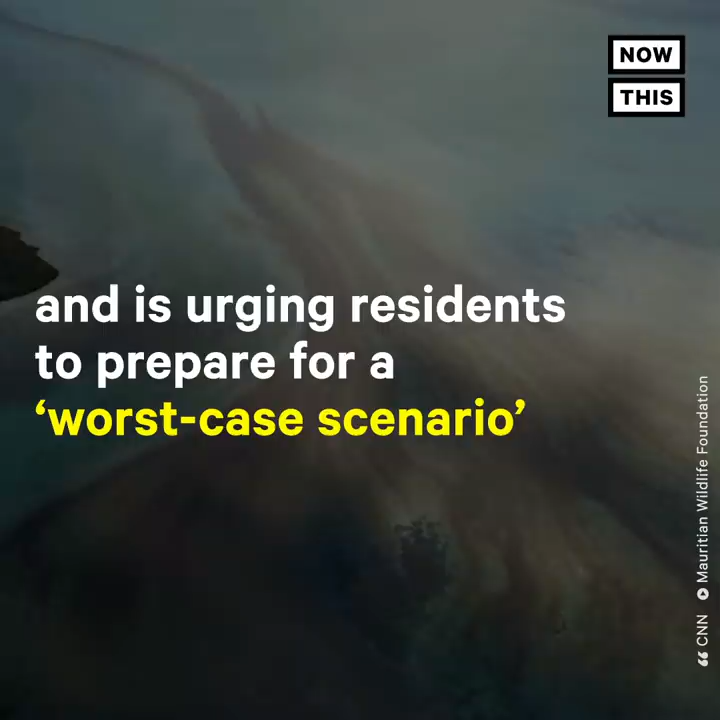 NOW
THIS
and is urging residents
to prepare for a
‘worst-case scenario’
“ CNN Mauritian Wildlife Foundation